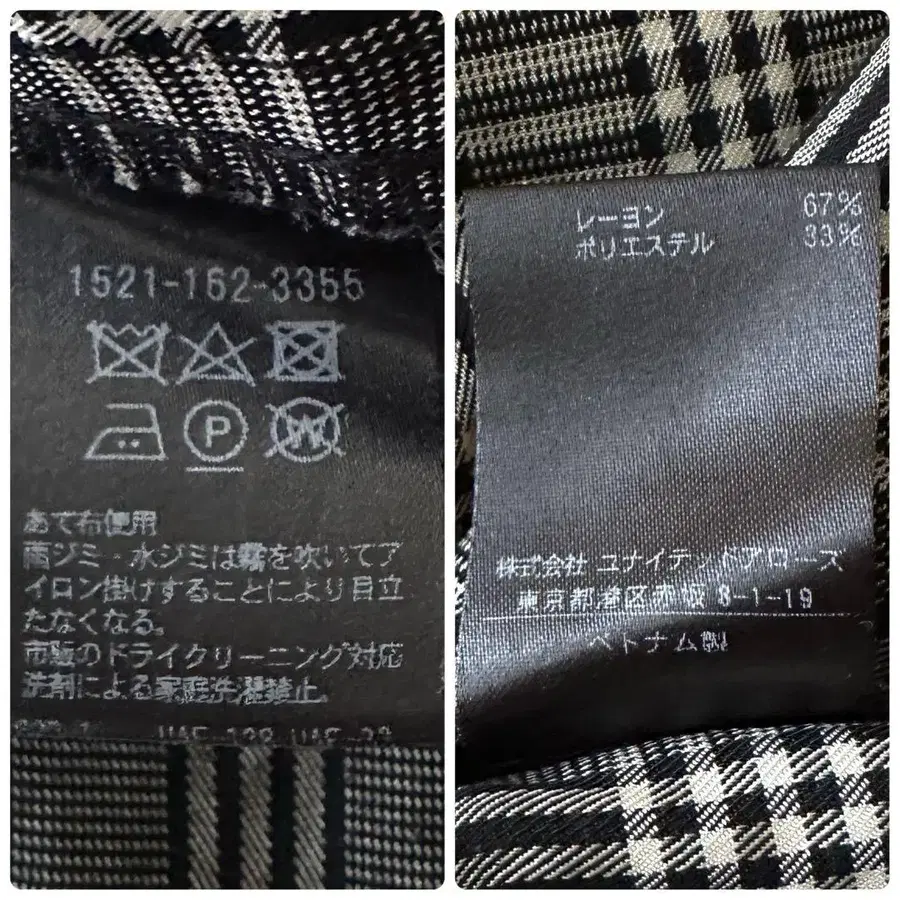 1521-162-3355
P
W
あて布使用
雨ジミ・水ジミは霧を吹いてア
イロン掛けすることにより目立
たなくなる。
市販のドライクリーニング対応
洗剤による家庭洗濯禁止。
レーヨン 67%
ポリエステル 33%
株式会社 ユナイテッドアローズ
東京都港区赤坂 8-1-19
ベトナム製